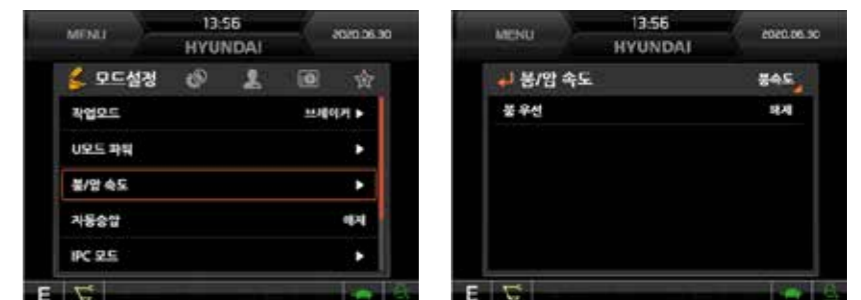 MENU
13:56
HYUNDAI
2020.06.30
모드설정
작업모드 브레이커 ▶
U모드 파워 ▶
붐/암 속도 ▶
자동승압 해제
IPC 모드 ▶
E
MENU
13:56
HYUNDAI
2020.06.30
붐/암 속도 붐속도
붐 우선 해제
E